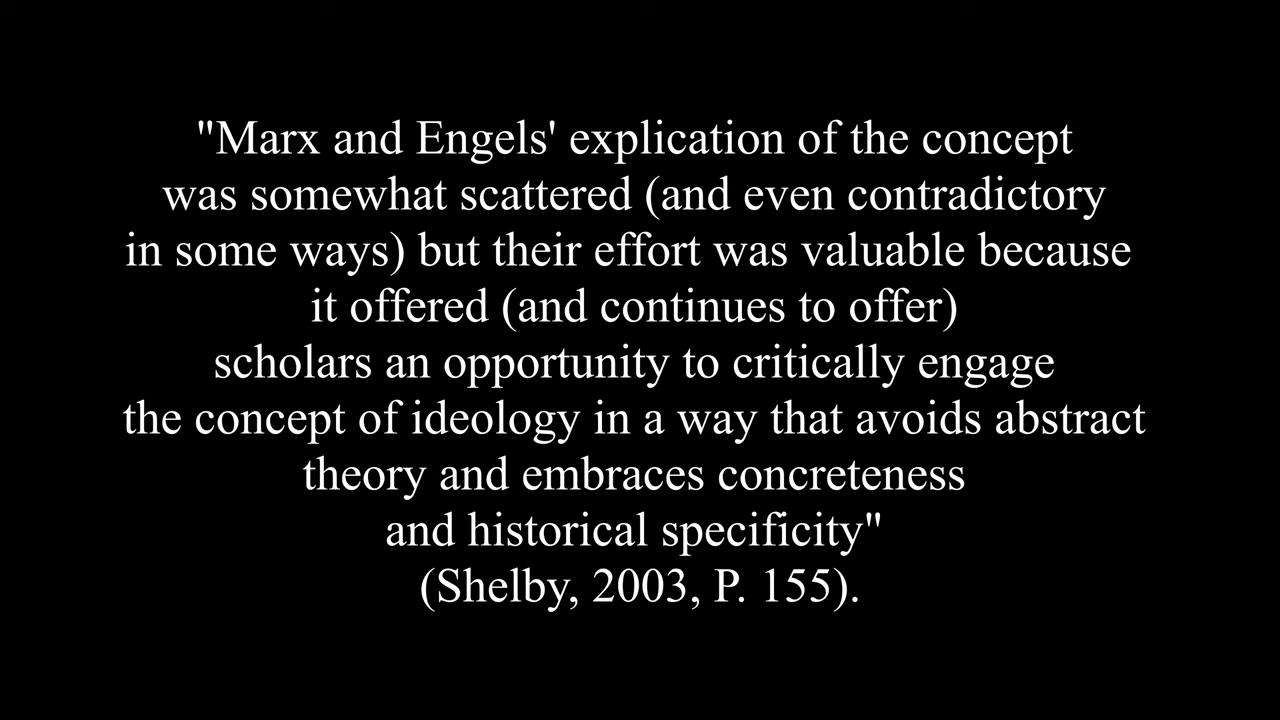 "Marx and Engels' explication of the concept
was somewhat scattered (and even contradictory
in some ways) but their effort was valuable because
it offered (and continues to offer)
scholars an opportunity to critically engage
the concept of ideology in a way that avoids abstract
theory and embraces concreteness
and historical specificity"
(Shelby, 2003, P. 155).